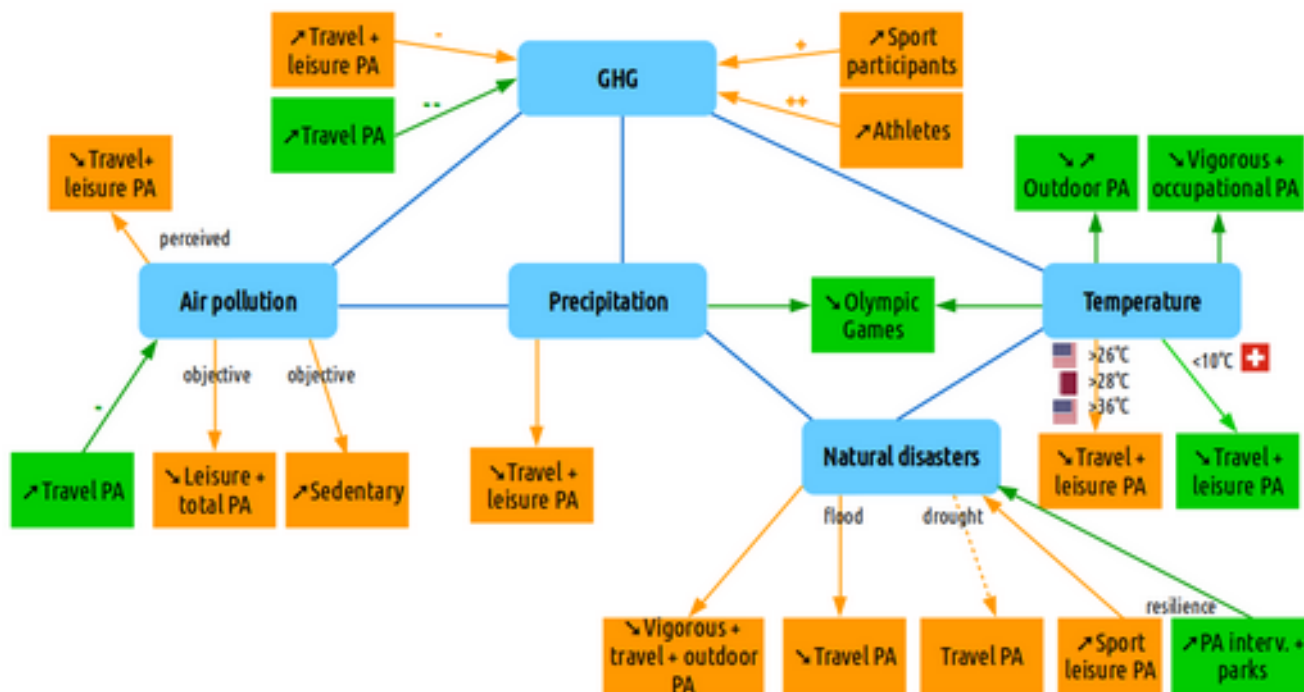 ↗Travel +
leisure PA
-
GHG
+
↗Sport
participants
--
↗Travel PA
++
↗Athletes
↘Travel+
leisure PA
↘ ↗
Outdoor PA
↘Vigorous +
occupational PA
perceived
Air pollution
Precipitation
↘Olympic
Games
Temperature
objective
objective
>26°C
>28°C
>36°C
<10°C
-
↗Travel PA
↘Leisure +
total PA
↗Sedentary
↘Travel +
leisure PA
Natural disasters
↘Travel +
leisure PA
↘Travel +
leisure PA
flood
drought
resilience
↘Vigorous +
travel + outdoor
PA
↘Travel PA
Travel PA
↗Sport
leisure PA
↗PA interv. +
parks